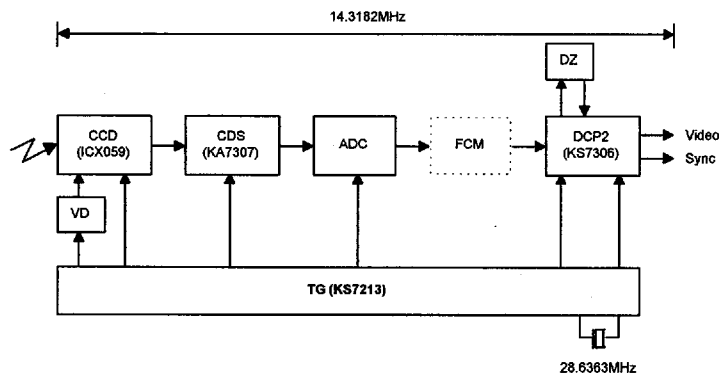 14.3182MHz
DZ
CCD
(ICX059)
CDS
(KA7307)
ADC
FCM
DCP2
(KS7306)
Video
Sync
VD
TG (KS7213)
28.6363MHz